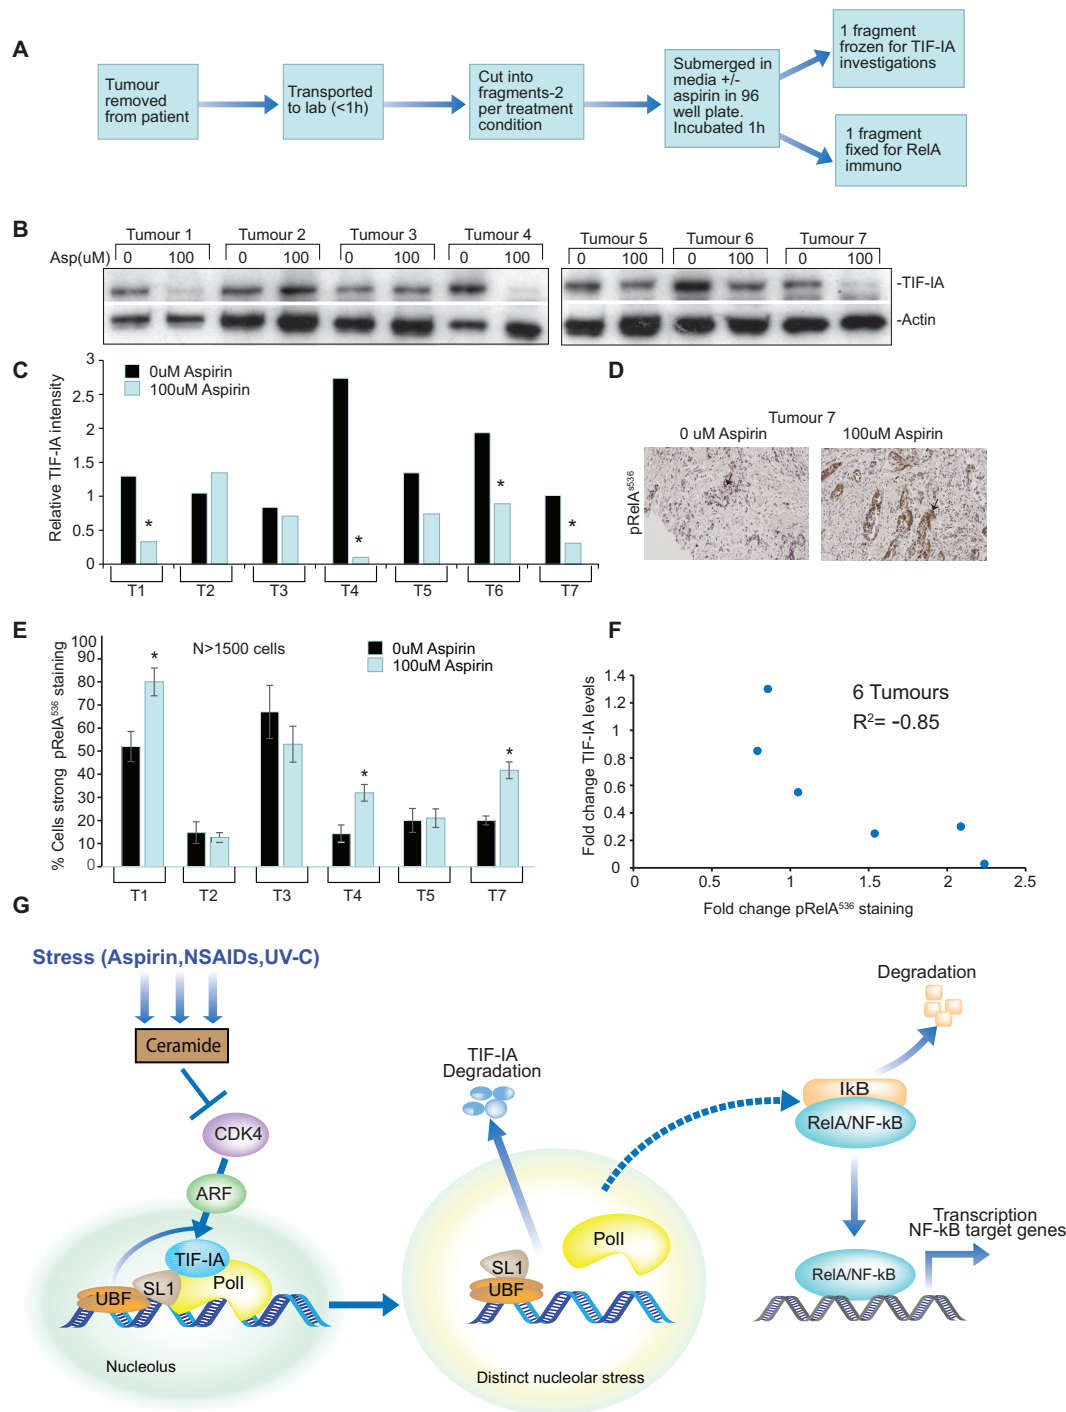 A
Tumour
removed
from patient
Transported
to lab (<1h)
Cut into
fragments-2
per treatment
condition
Submerged in
media +/-
aspirin in 96
well plate.
Incubated 1h
1 fragment
frozen for TIF-IA
investigations
1 fragment
fixed for RelA
immuno
B
Tumour 1 Tumour 2 Tumour 3 Tumour 4 Tumour 5 Tumour 6 Tumour 7
Asp(uM) 0 100 0 100 0 100 0 100 0 100 0 100 0 100
-TIF-IA
-Actin
C
Relative TIF-IA intensity
3
2.5
2
1.5
1
0.5
0
0uM Aspirin
100uM Aspirin
* * * *
T1 T2 T3 T4 T5 T6 T7
D
Tumour 7
0 uM Aspirin 100uM Aspirin
pRelAs536
E
% Cells strong pRelA536 staining
100
90
80
70
60
50
40
30
20
10
0
N>1500 cells
0uM Aspirin
100uM Aspirin
* * *
T1 T2 T3 T4 T5 T7
F
Fold change TIF-IA levels
1.4
1.2
1
0.8
0.6
0.4
0.2
0
6 Tumours
R2= -0.85
0 0.5 1 1.5 2 2.5
Fold change pRelA536 staining
G
Stress (Aspirin,NSAIDs,UV-C)
Ceramide
CDK4
ARF
TIF-IA
SL1
PolI
UBF
Nucleolus
TIF-IA
Degradation
PolI
SL1
UBF
Distinct nucleolar stress
Degradation
IkB
RelA/NF-kB
Transcription
NF-kB target genes
RelA/NF-kB